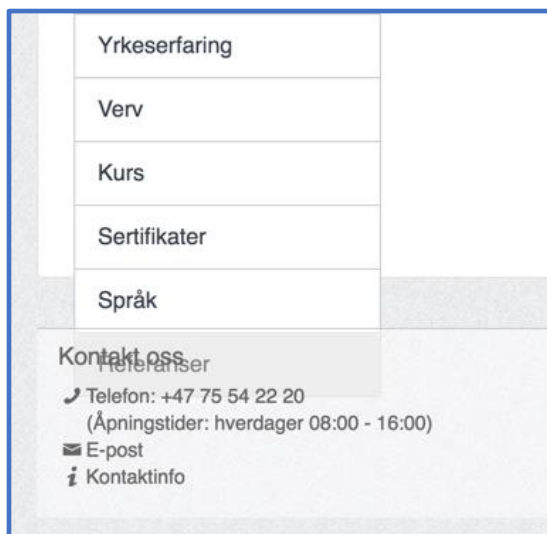 Yrkeserfaring
Verv
Kurs
Sertifikater
Språk
Kontakt oss
Referanser
Telefon: +47 75 54 22 20
(Åpningstider: hverdager 08:00 - 16:00)
E-post
Kontaktinfo